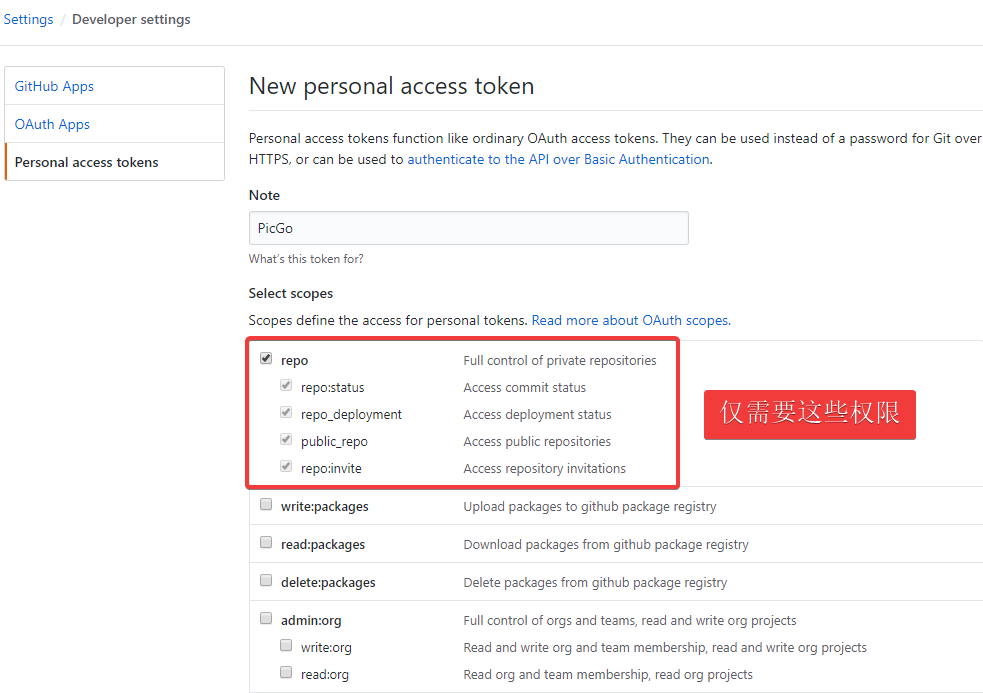 Settings / Developer settings
GitHub Apps
OAuth Apps
Personal access tokens
New personal access token
Personal access tokens function like ordinary OAuth access tokens. They can be used instead of a password for Git over
HTTPS, or can be used to authenticate to the API over Basic Authentication.
Note
PicGo
What's this token for?
Select scopes
Scopes define the access for personal tokens. Read more about OAuth scopes.
repo Full control of private repositories
repo:status Access commit status
repo_deployment Access deployment status
public_repo Access public repositories
repo:invite Access repository invitations
仅需要这些权限
write:packages Upload packages to github package registry
read:packages Download packages from github package registry
delete:packages Delete packages from github package registry
admin:org Full control of orgs and teams, read and write org projects
write:org Read and write org and team membership, read and write org projects
read:org Read org and team membership, read org projects